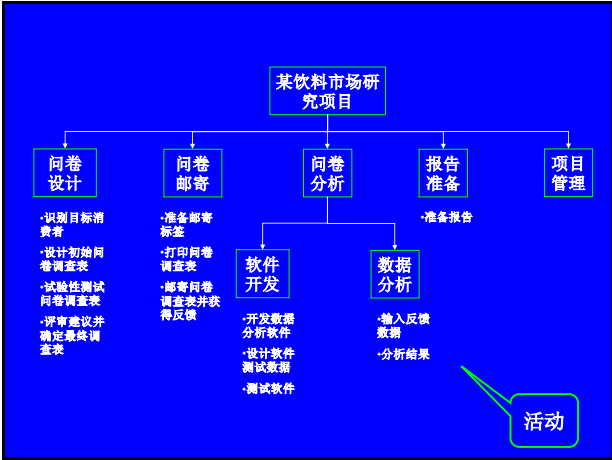 某饮料市场研
究项目
问卷
设计
问卷
邮寄
问卷
分析
报告
准备
项目
管理
•识别目标消
费者
•设计初始问
卷调查表
•试验性测试
问卷调查表
•评审建议并
确定最终调
查表
•准备邮寄
标签
•打印问卷
调查表
•邮寄问卷
调查表并获
得反馈
•准备报告
软件
开发
数据
分析
•开发数据
分析软件
•设计软件
测试数据
•测试软件
•输入反馈
数据
•分析结果
活动